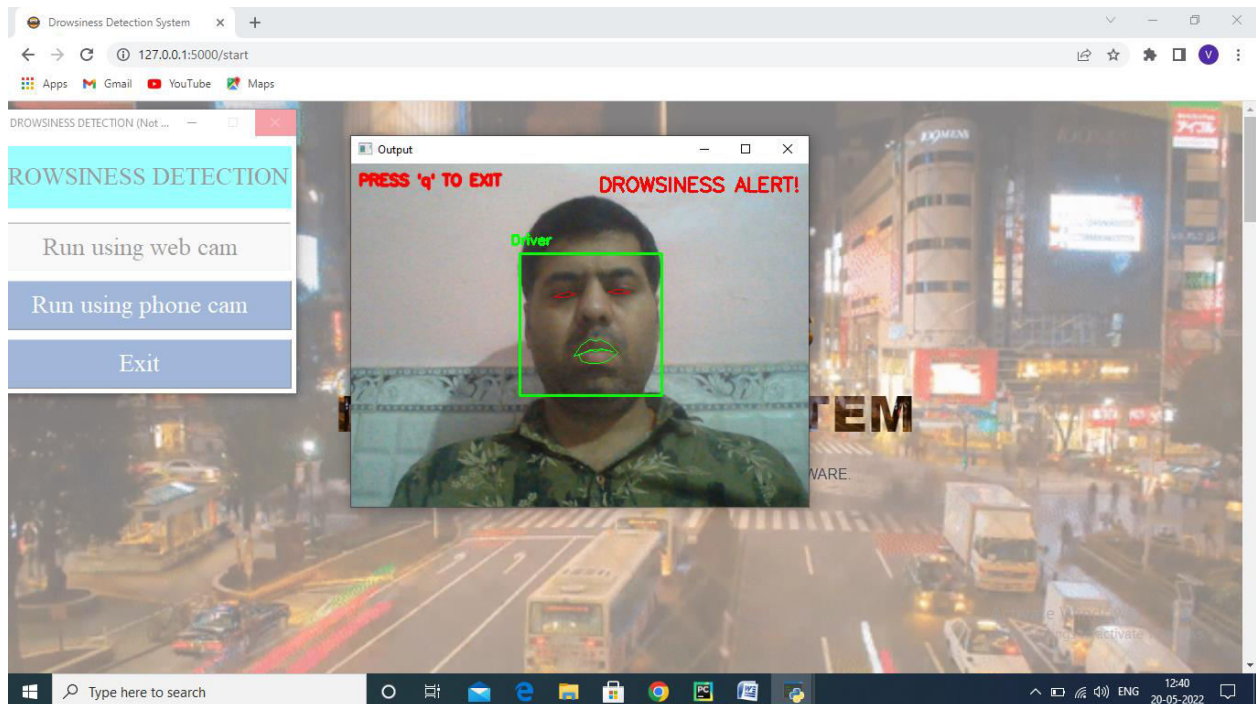 Drowsiness Detection System
127.0.0.1:5000/start
V
Apps Gmail YouTube Maps
DROWSINESS DETECTION (Not ...
ROWSINESS DETECTION
Run using web cam
Run using phone cam
Exit
Output
PRESS 'q' TO EXIT
DROWSINESS ALERT!
Driver
TEM
WARE.
Type here to search
PC
ENG
12:40
20-05-2022